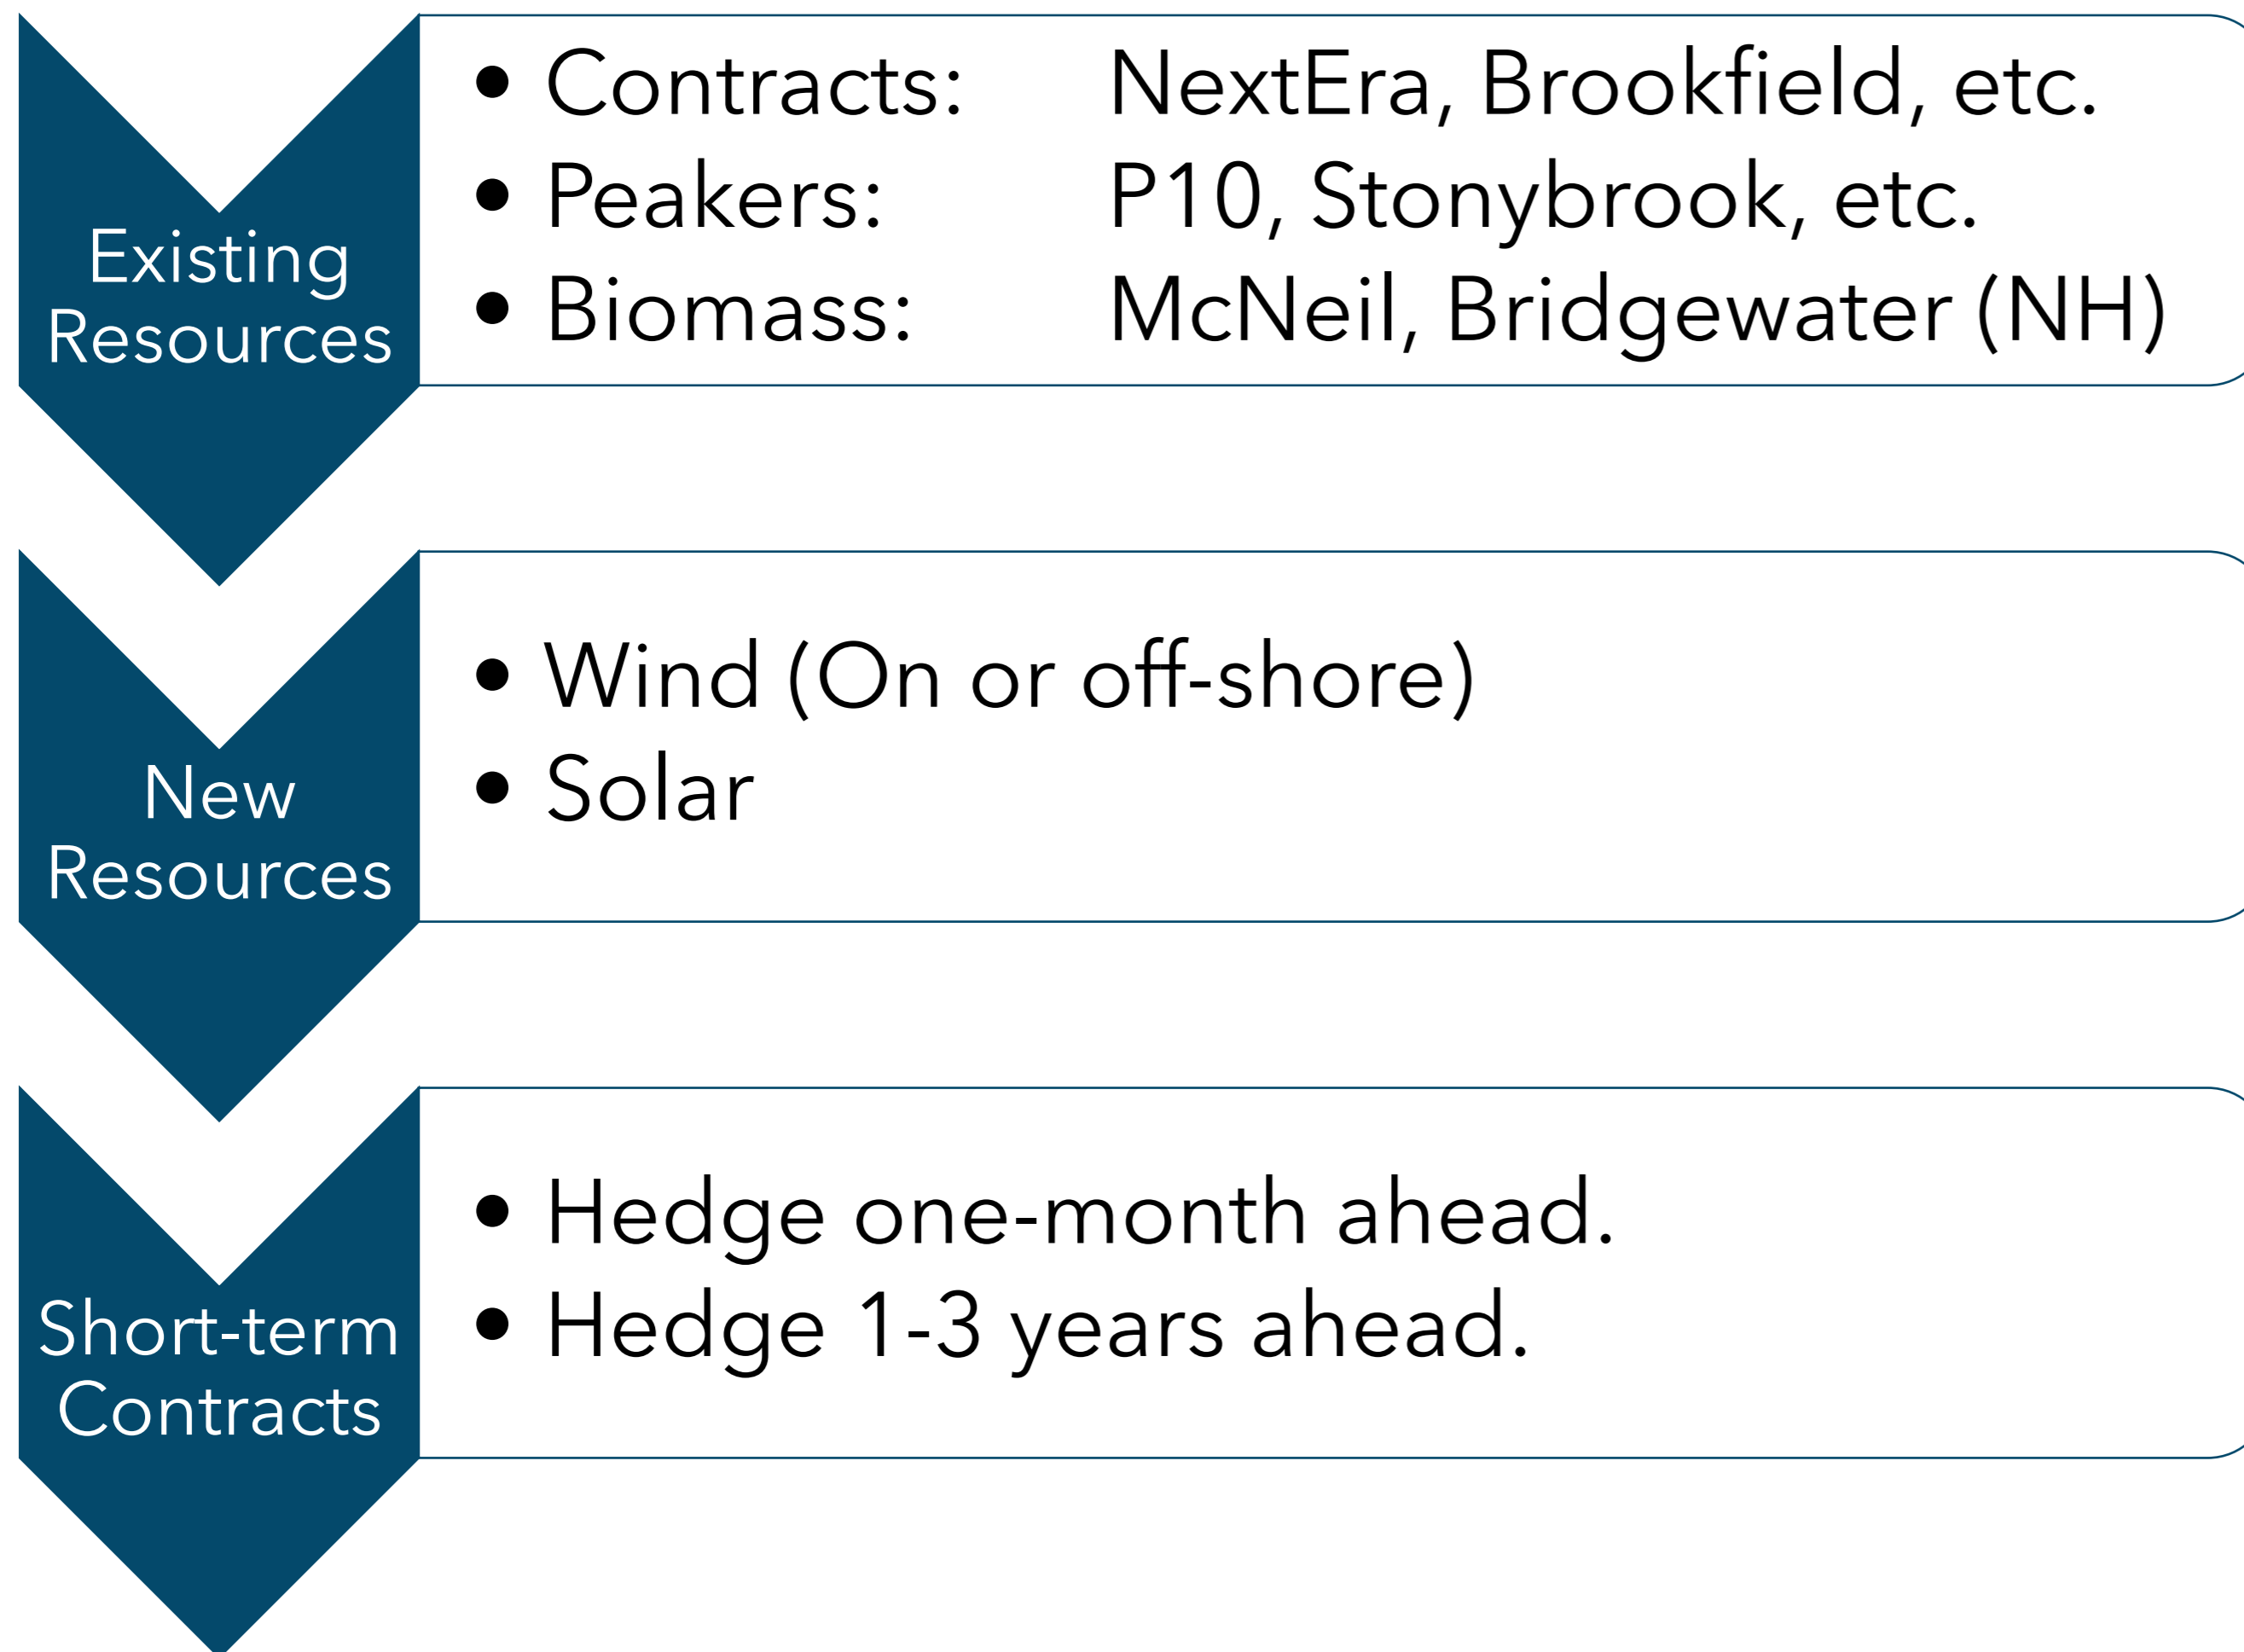 Existing
Resources
• Contracts: NextEra, Brookfield, etc.
• Peakers: P10, Stonybrook, etc.
• Biomass: McNeil, Bridgewater (NH)
New
Resources
• Wind (On or off-shore)
• Solar
Short-term
Contracts
• Hedge one-month ahead.
• Hedge 1-3 years ahead.